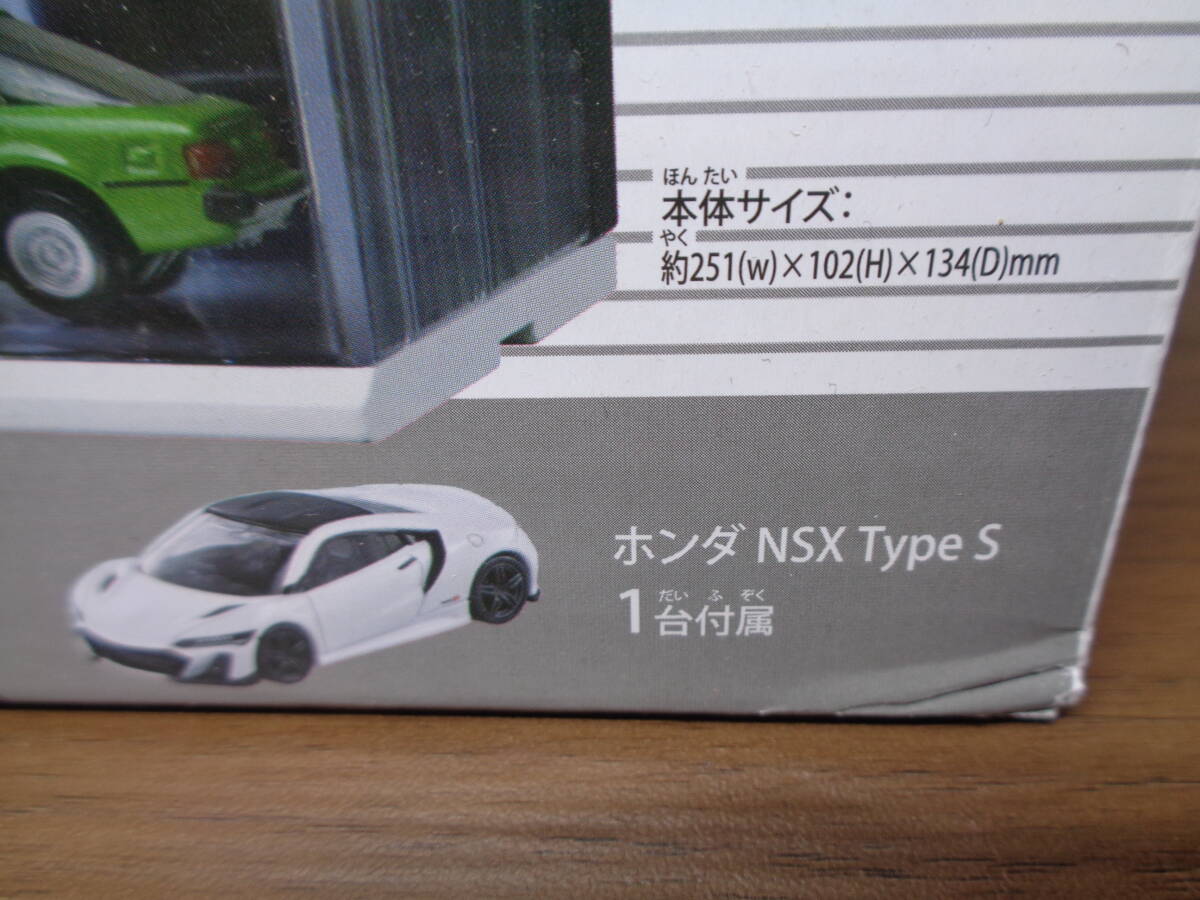 ほん たい
本体サイズ:
やく
約251(w)×102(H)×134(D)mm
ホンダ NSX Type S
だい ふ ぞく
1台付属